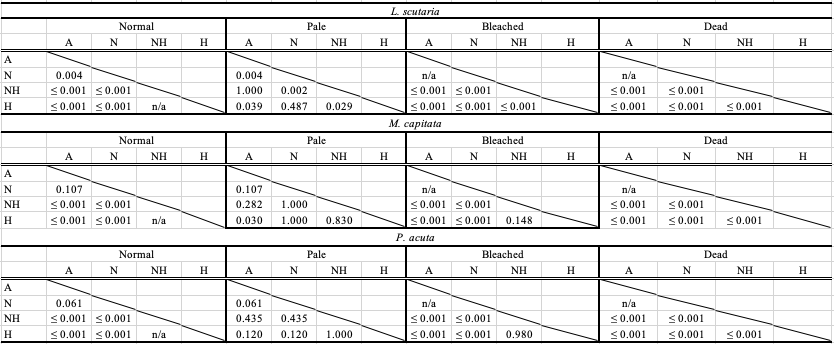 L. scutaria
Normal Pale Bleached Dead
A N NH H A N NH H A N NH H A N NH H
A
N 0.004 0.004 n/a n/a
NH ≤ 0.001 ≤ 0.001 1.000 0.002 ≤ 0.001 ≤ 0.001 ≤ 0.001 ≤ 0.001
H ≤ 0.001 ≤ 0.001 n/a 0.039 0.487 0.029 ≤ 0.001 ≤ 0.001 ≤ 0.001 ≤ 0.001 ≤ 0.001 ≤ 0.001
M. capitata
Normal Pale Bleached Dead
A N NH H A N NH H A N NH H A N NH H
A
N 0.107 0.107 n/a n/a
NH ≤ 0.001 ≤ 0.001 0.282 1.000 ≤ 0.001 ≤ 0.001 ≤ 0.001 ≤ 0.001
H ≤ 0.001 ≤ 0.001 n/a 0.030 1.000 0.830 ≤ 0.001 ≤ 0.001 0.148 ≤ 0.001 ≤ 0.001 ≤ 0.001
P. acuta
Normal Pale Bleached Dead
A N NH H A N NH H A N NH H A N NH H
A
N 0.061 0.061 n/a n/a
NH ≤ 0.001 ≤ 0.001 0.435 0.435 ≤ 0.001 ≤ 0.001 ≤ 0.001 ≤ 0.001
H ≤ 0.001 ≤ 0.001 n/a 0.120 0.120 1.000 ≤ 0.001 ≤ 0.001 0.980 ≤ 0.001 ≤ 0.001 ≤ 0.001